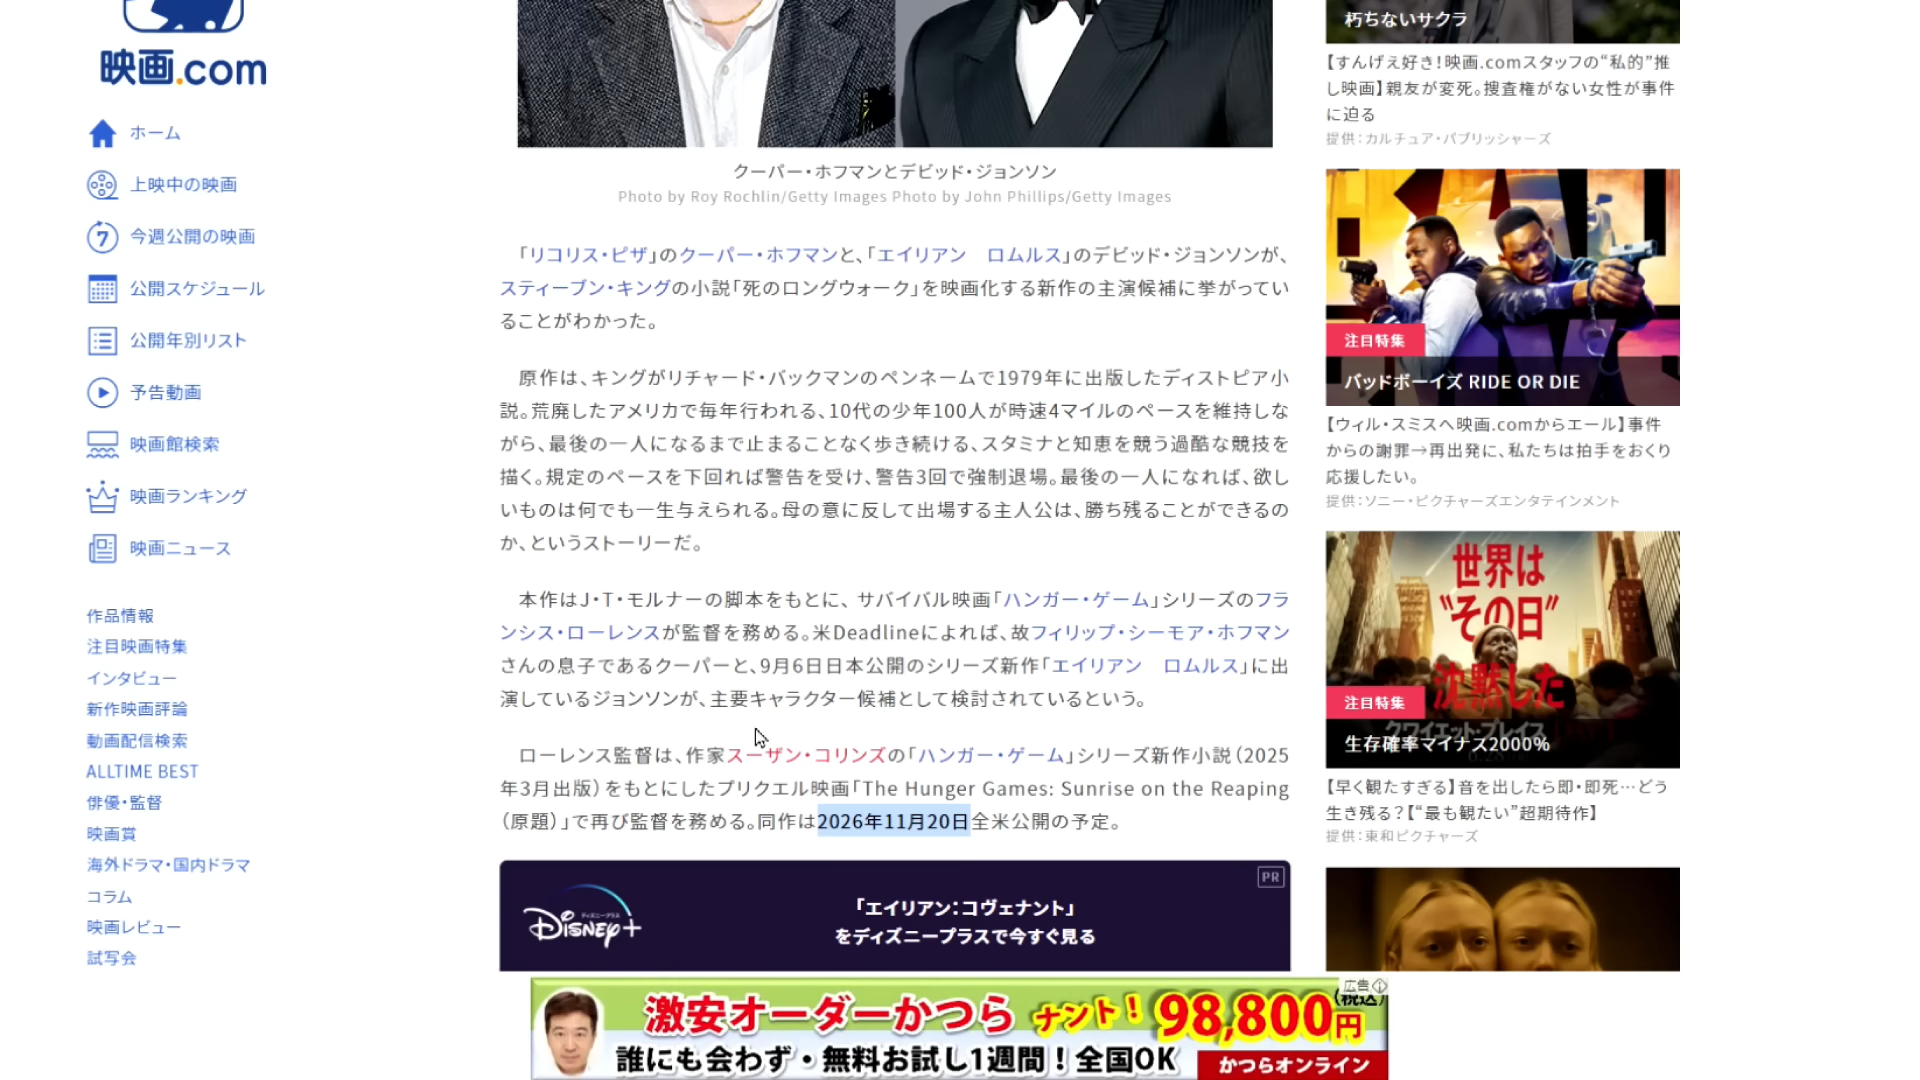 映画.com
ホーム
上映中の映画
7
今週公開の映画
公開スケジュール
公開年別リスト
予告動画
映画館検索
映画ランキング
映画ニュース
作品情報
注目映画特集
インタビュー
新作映画評論
動画配信検索
ALLTIME BEST
俳優・監督
映画賞
海外ドラマ・国内ドラマ
コラム
映画レビュー
試写会
クーパー・ホフマンとデビッド・ジョンソン
Photo by Roy Rochlin/Getty Images Photo by John Phillips/Getty Images
「リコリス・ピザ」のクーパー・ホフマンと、「エイリアン　ロムルス」のデビッド・ジョンソンが、
スティーブン・キングの小説「死のロングウォーク」を映画化する新作の主演候補に挙がってい
ることがわかった。
原作は、キングがリチャード・バックマンのペンネームで1979年に出版したディストピア小
説。荒廃したアメリカで毎年行われる、10代の少年100人が時速4マイルのペースを維持しな
がら、最後の一人になるまで止まることなく歩き続ける、スタミナと知恵を競う過酷な競技を
描く。規定のペースを下回れば警告を受け、警告3回で強制退場。最後の一人になれば、欲し
いものは何でも一生与えられる。母の意に反して出場する主人公は、勝ち残ることができるの
か、というストーリーだ。
本作はJ・T・モルナーの脚本をもとに、サバイバル映画「ハンガー・ゲーム」シリーズのフラ
ンシス・ローレンスが監督を務める。米Deadlineによれば、故フィリップ・シーモア・ホフマン
さんの息子であるクーパーと、9月6日日本公開のシリーズ新作「エイリアン　ロムルス」に出
演しているジョンソンが、主要キャラクター候補として検討されているという。
ローレンス監督は、作家スーザン・コリンズの「ハンガー・ゲーム」シリーズ新作小説（2025
年3月出版）をもとにしたプリクエル映画「The Hunger Games: Sunrise on the Reaping
（原題）」で再び監督を務める。同作は2026年11月20日全米公開の予定。
PR
ディズニープラス
Disney+
「エイリアン：コヴェナント」
をディズニープラスで今すぐ見る
朽ちないサクラ
【すんげえ好き！映画.comスタッフの“私的”推
し映画】親友が変死。捜査権がない女性が事件
に迫る
提供：カルチュア・パブリッシャーズ
注目特集
バッドボーイズ RIDE OR DIE
【ウィル・スミスへ映画.comからエール】事件
からの謝罪→再出発に、私たちは拍手をおくり
応援したい。
提供：ソニー・ピクチャーズエンタテインメント
世界は
“その日”
沈黙した
注目特集
クワイエット・プレイス
生存確率マイナス2000%
【早く観たすぎる】音を出したら即・即死…どう
生き残る？【“最も観たい”超期待作】
提供：東和ピクチャーズ
広告
激安オーダーかつら ナント！ 98,800円
(税込)
誰にも会わず・無料お試し1週間！全国OK
かつらオンライン